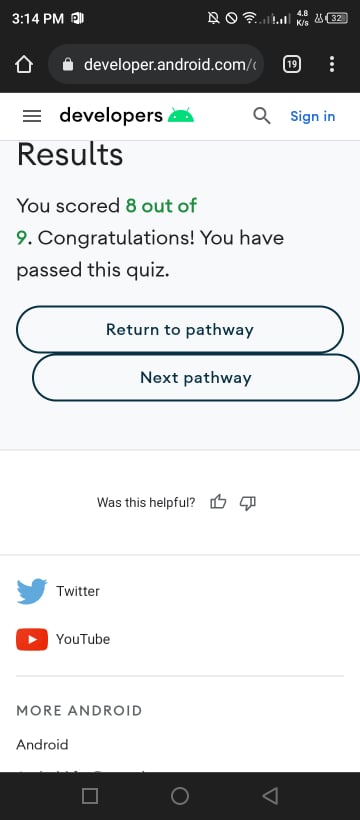 3:14 PM
4.8
K/s
32
developer.android.com/
19
developers
Sign in
Results
You scored 8 out of
9. Congratulations! You have
passed this quiz.
Return to pathway
Next pathway
Was this helpful?
Twitter
YouTube
MORE ANDROID
Android